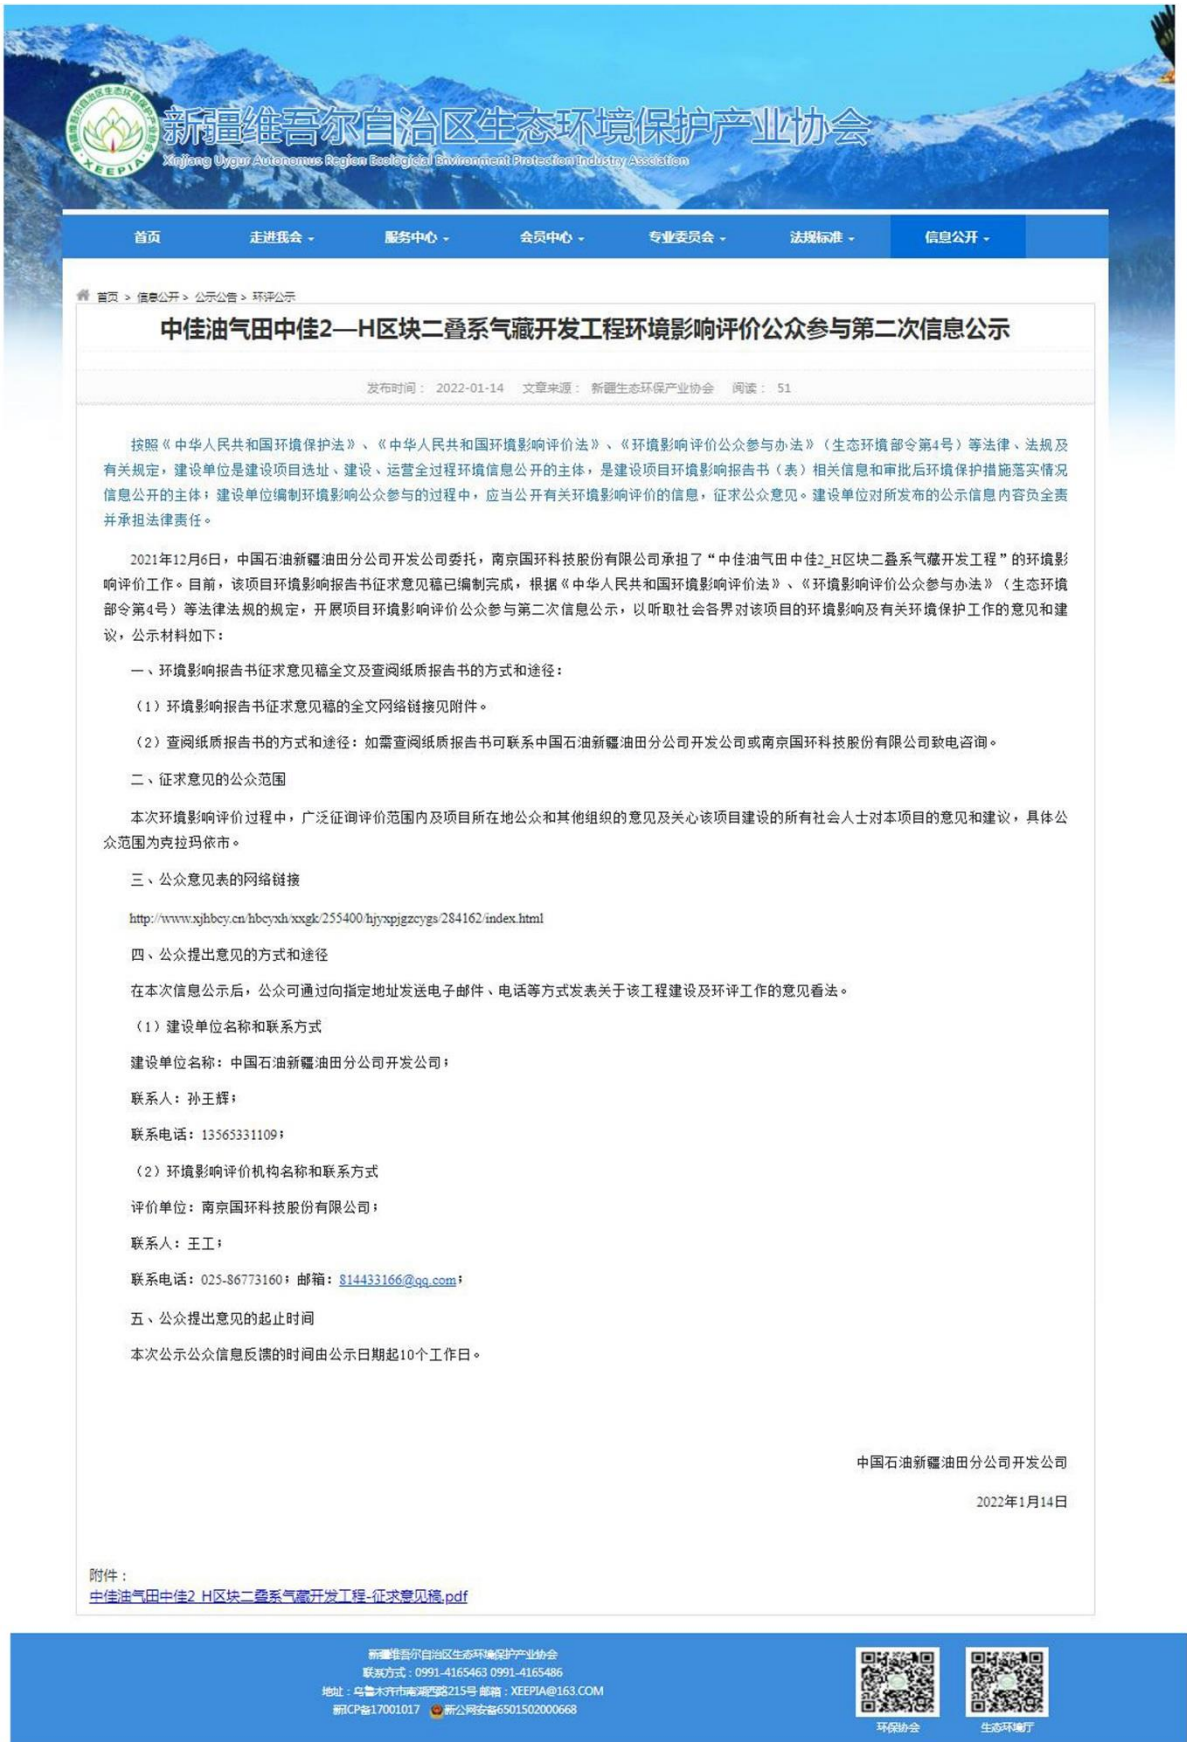 新疆维吾尔自治区生态环境保护产业协会
Xinjiang Uygur Autonomus Region Ecologicial Environment Protection Industry Assciation
XEEPIA
首页 走进我会 服务中心 会员中心 专业委员会 法规标准 信息公开
首页 > 信息公开 > 公示公告 > 环评公示
中佳油气田中佳2—H区块二叠系气藏开发工程环境影响评价公众参与第二次信息公示
发布时间： 2022-01-14 文章来源： 新疆生态环保产业协会 阅读： 51
按照《中华人民共和国环境保护法》、《中华人民共和国环境影响评价法》、《环境影响评价公众参与办法》（生态环境部令第4号）等法律、法规及
有关规定，建设单位是建设项目选址、建设、运营全过程环境信息公开的主体，是建设项目环境影响报告书（表）相关信息和审批后环境保护措施落实情况
信息公开的主体；建设单位编制环境影响公众参与的过程中，应当公开有关环境影响评价的信息，征求公众意见。建设单位对所发布的公示信息内容负全责
并承担法律责任。
2021年12月6日，中国石油新疆油田分公司开发公司委托，南京国环科技股份有限公司承担了“中佳油气田中佳2_H区块二叠系气藏开发工程”的环境影
响评价工作。目前，该项目环境影响报告书征求意见稿已编制完成，根据《中华人民共和国环境影响评价法》、《环境影响评价公众参与办法》（生态环境
部令第4号）等法律法规的规定，开展项目环境影响评价公众参与第二次信息公示，以听取社会各界对该项目的环境影响及有关环境保护工作的意见和建
议，公示材料如下：
一、环境影响报告书征求意见稿全文及查阅纸质报告书的方式和途径：
（1）环境影响报告书征求意见稿的全文网络链接见附件。
（2）查阅纸质报告书的方式和途径：如需查阅纸质报告书可联系中国石油新疆油田分公司开发公司或南京国环科技股份有限公司致电咨询。
二、征求意见的公众范围
本次环境影响评价过程中，广泛征询评价范围内及项目所在地公众和其他组织的意见及关心该项目建设的所有社会人士对本项目的意见和建议，具体公
众范围为克拉玛依市。
三、公众意见表的网络链接
http://www.xjhbcy.cn/hbcyxh/xxgk/255400/hjyxpjgzcygs/284162/index.html
四、公众提出意见的方式和途径
在本次信息公示后，公众可通过向指定地址发送电子邮件、电话等方式发表关于该工程建设及环评工作的意见看法。
（1）建设单位名称和联系方式
建设单位名称：中国石油新疆油田分公司开发公司；
联系人：孙王辉；
联系电话：13565331109；
（2）环境影响评价机构名称和联系方式
评价单位：南京国环科技股份有限公司；
联系人：王工；
联系电话：025-86773160；邮箱：814433166@qq.com；
五、公众提出意见的起止时间
本次公示公众信息反馈的时间由公示日期起10个工作日。
中国石油新疆油田分公司开发公司
2022年1月14日
附件：
中佳油气田中佳2_H区块二叠系气藏开发工程-征求意见稿.pdf
新疆维吾尔自治区生态环境保护产业协会
联系方式：0991-4165463 0991-4165486
地址：乌鲁木齐市南湖西路215号 邮箱：XEEPIA@163.COM
新ICP备17001017 新公网安备6501502000668
环保协会 生态环境厅